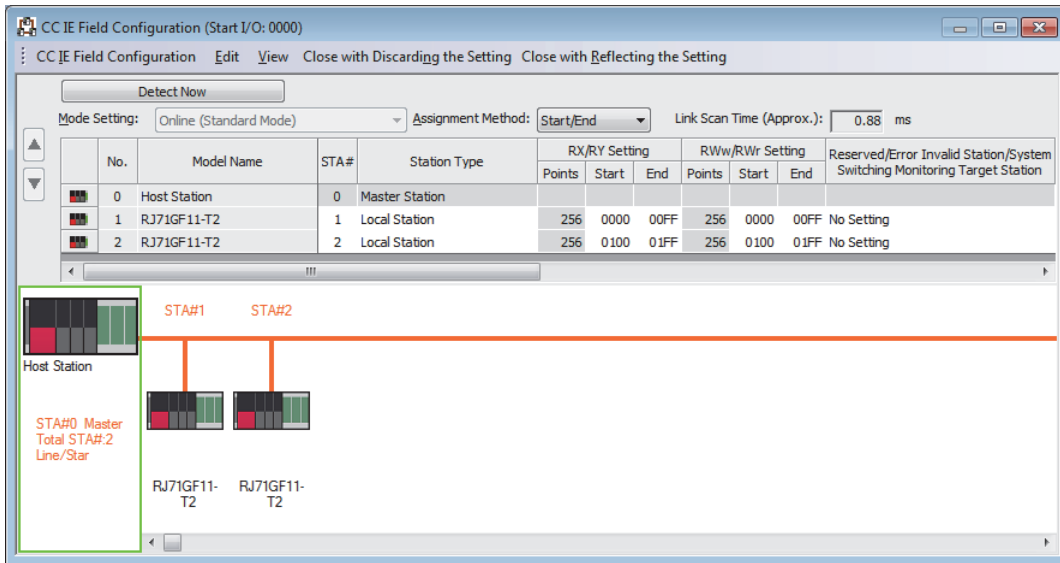 CC IE Field Configuration (Start I/O: 0000)
CC IE Field Configuration Edit View Close with Discarding the Setting Close with Reflecting the Setting
Detect Now
Mode Setting: Online (Standard Mode) Assignment Method: Start/End Link Scan Time (Approx.): 0.88 ms
No. Model Name STA# Station Type RX/RY Setting RWw/RWr Setting Reserved/Error Invalid Station/System
Points Start End Points Start End Switching Monitoring Target Station
0 Host Station 0 Master Station
1 RJ71GF11-T2 1 Local Station 256 0000 00FF 256 0000 00FF No Setting
2 RJ71GF11-T2 2 Local Station 256 0100 01FF 256 0100 01FF No Setting
STA#1 STA#2
Host Station
STA#0 Master
Total STA#:2
Line/Star
RJ71GF11- RJ71GF11-
T2 T2